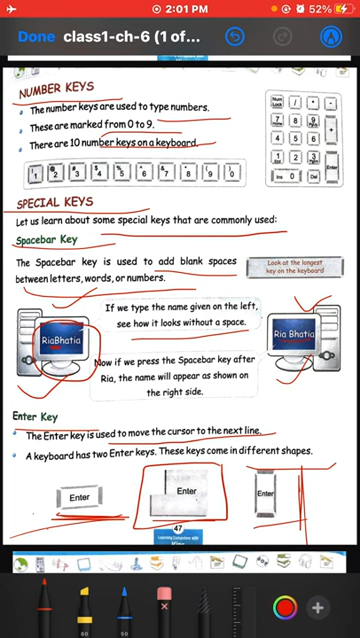 2:01 PM
52%
Done class1-ch-6 (1 of...
NUMBER KEYS
The number keys are used to type numbers.
These are marked from 0 to 9.
There are 10 number keys on a keyboard.
1 2 3 4 5 6 7 8 9 0
Num Lock / * -
7 8 9 +
4 5 6
1 2 3 Enter
0 Ins Del
SPECIAL KEYS
Let us learn about some special keys that are commonly used:
Spacebar Key
The Spacebar key is used to add blank spaces
between letters, words, or numbers.
Look at the longest
key on the keyboard
If we type the name given on the left,
see how it looks without a space.
RiaBhatia
Ria Bhatia
Now if we press the Spacebar key after
Ria, the name will appear as shown on
the right side.
Enter Key
The Enter key is used to move the cursor to the next line.
A keyboard has two Enter keys. These keys come in different shapes.
Enter
Enter
Enter
47
Learning Computers with